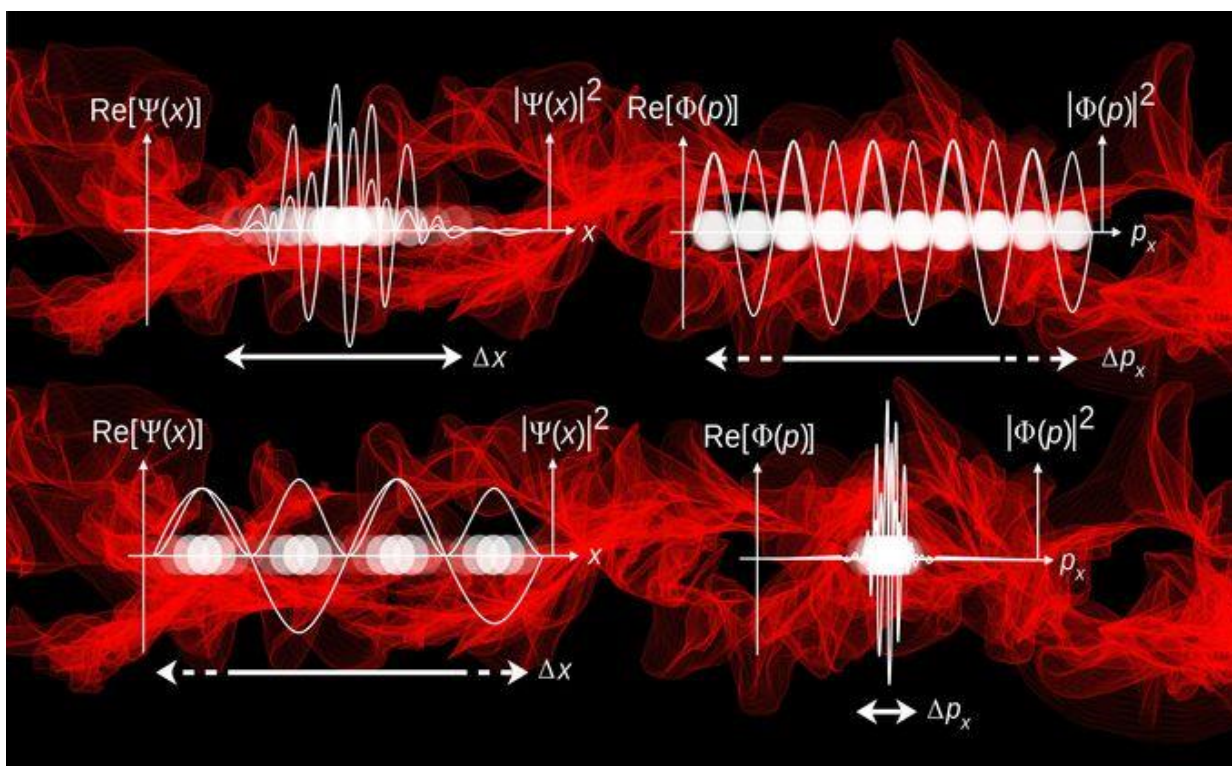 Re[Ψ(x)]
|Ψ(x)|²
x
Δx
Re[Φ(p)]
|Φ(p)|²
pₓ
Δpₓ
Re[Ψ(x)]
|Ψ(x)|²
x
Δx
Re[Φ(p)]
|Φ(p)|²
pₓ
Δpₓ